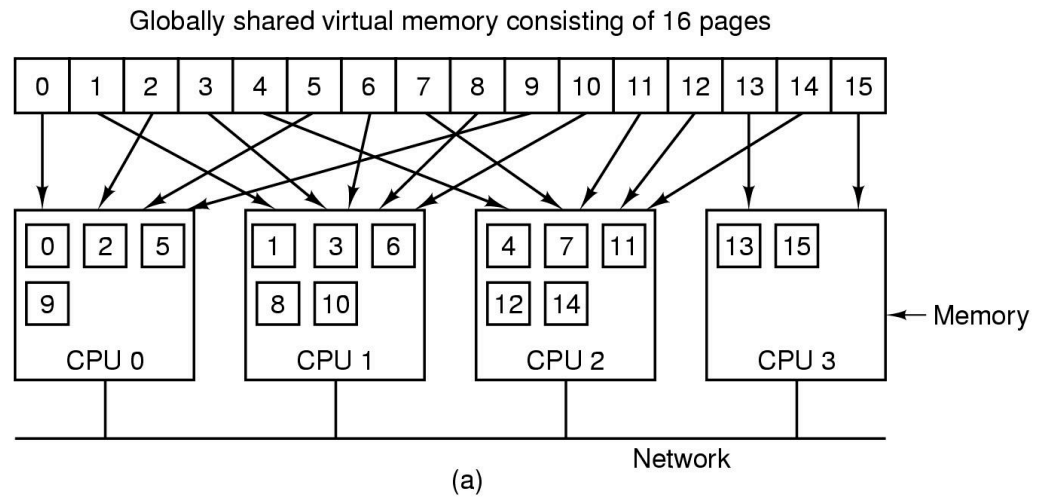 Globally shared virtual memory consisting of 16 pages
0 1 2 3 4 5 6 7 8 9 10 11 12 13 14 15
0 2 5 1 3 6 4 7 11 13 15
9 8 10 12 14
Memory
CPU 0 CPU 1 CPU 2 CPU 3
Network
(a)